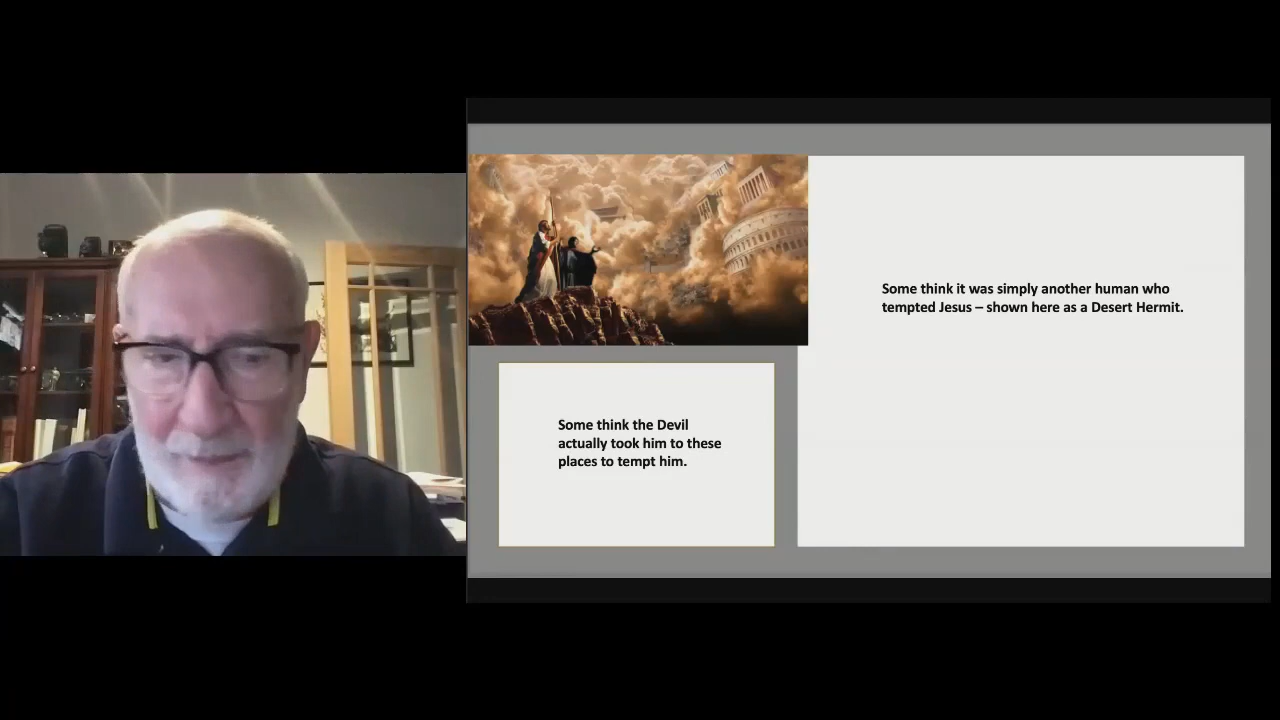 Some think it was simply another human who
tempted Jesus – shown here as a Desert Hermit.
Some think the Devil
actually took him to these
places to tempt him.